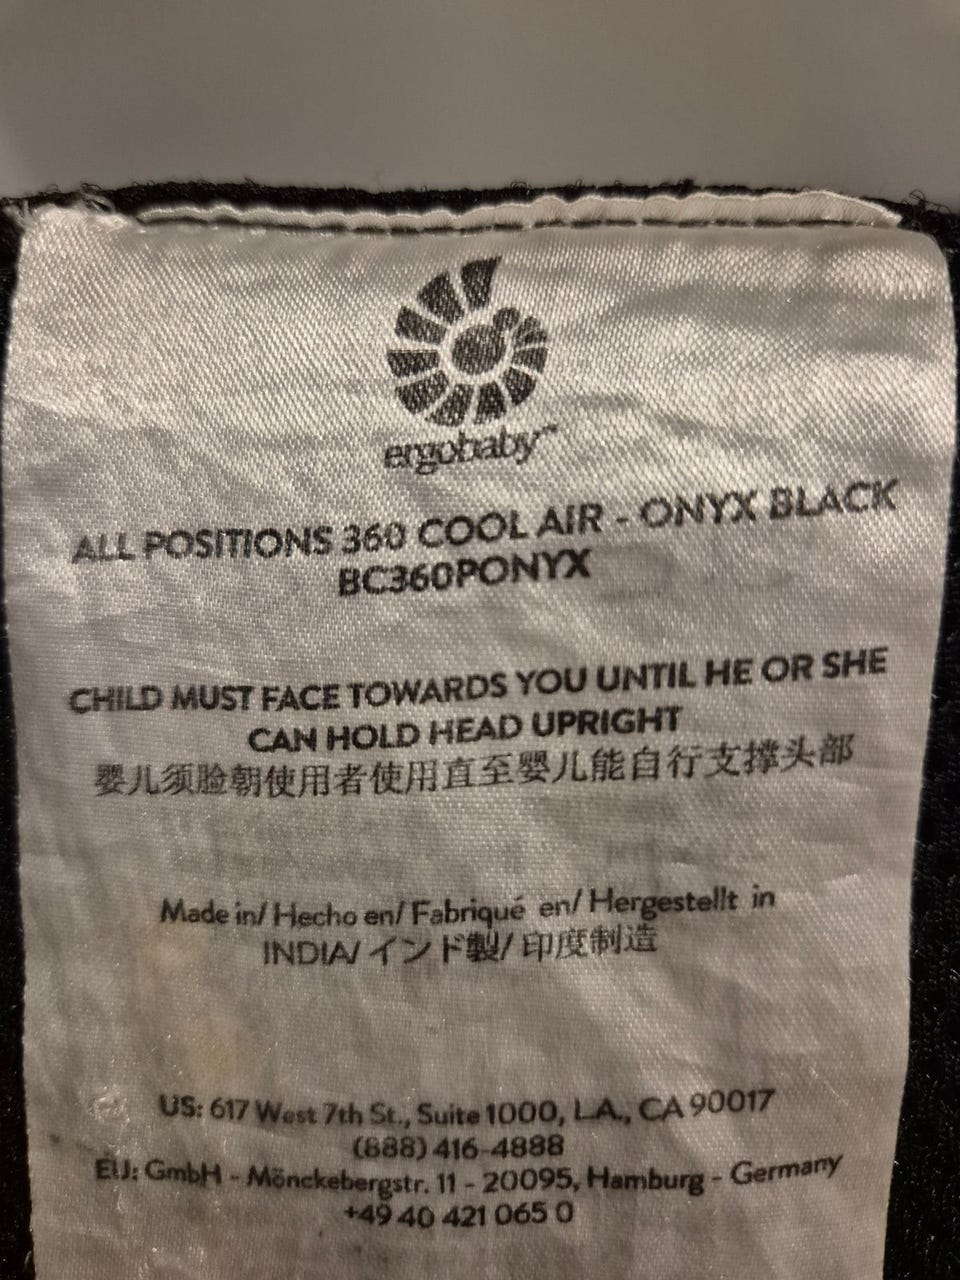 ergobaby™
ALL POSITIONS 360 COOL AIR - ONYX BLACK
BC360PONYX
CHILD MUST FACE TOWARDS YOU UNTIL HE OR SHE
CAN HOLD HEAD UPRIGHT
婴儿须脸朝使用者使用直至婴儿能自行支撑头部
Made in/ Hecho en/ Fabriqué en/ Hergestellt in
INDIA/ インド製/ 印度制造
US: 617 West 7th St., Suite 1000, L.A., CA 90017
(888) 416-4888
EU: GmbH - Mönckebergstr. 11 - 20095, Hamburg - Germany
+49 40 421 065 0